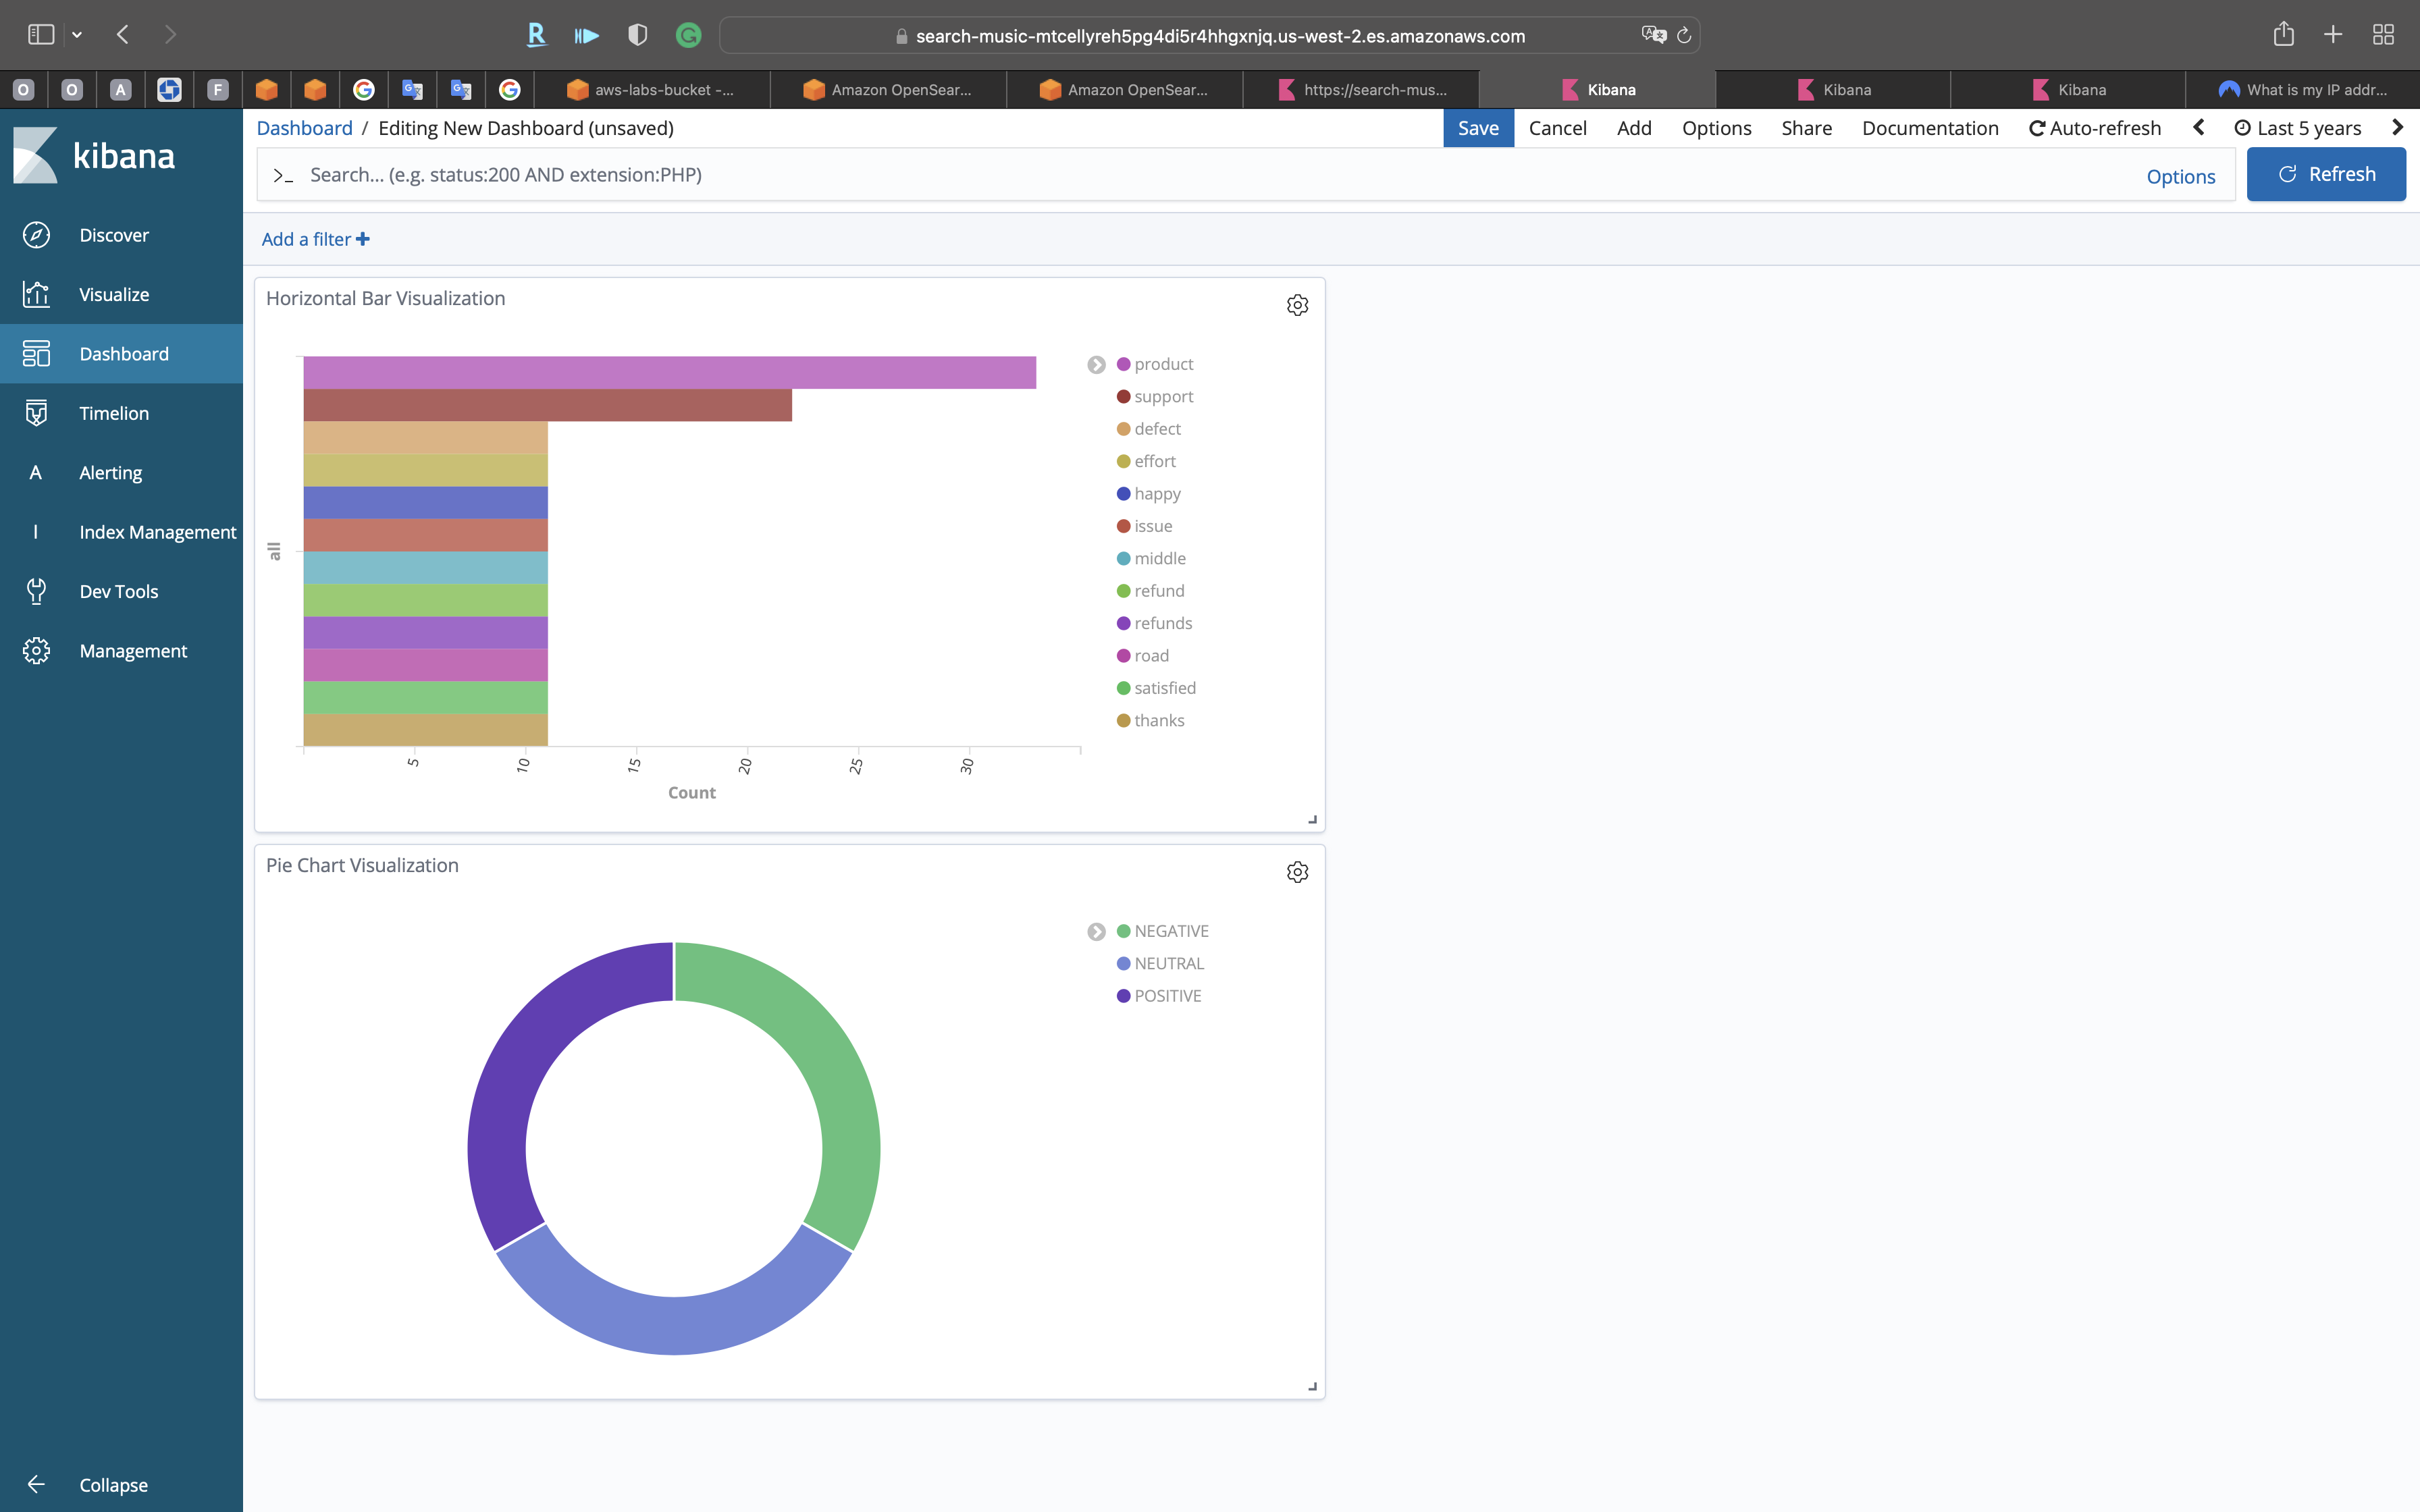 search-music-mtcellyreh5pg4di5r4hhgxnjq.us-west-2.es.amazonaws.com
O O A F aws-labs-bucket -... Amazon OpenSear... Amazon OpenSear... https://search-mus... Kibana Kibana Kibana What is my IP addr...
kibana
Dashboard / Editing New Dashboard (unsaved) Save Cancel Add Options Share Documentation Auto-refresh Last 5 years
>_ Search... (e.g. status:200 AND extension:PHP) Options Refresh
Add a filter +
Discover
Visualize
Dashboard
Timelion
A Alerting
I Index Management
Dev Tools
Management
Collapse
Horizontal Bar Visualization
all
5 10 15 20 25 30
Count
product
support
defect
effort
happy
issue
middle
refund
refunds
road
satisfied
thanks
Pie Chart Visualization
NEGATIVE
NEUTRAL
POSITIVE